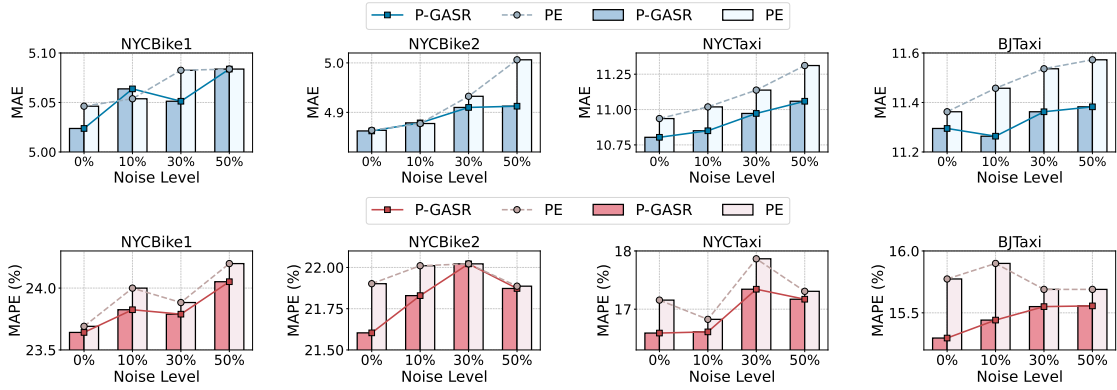 P-GASR PE P-GASR PE
NYCBike1 NYCBike2 NYCTaxi BJTaxi
MAE MAE MAE MAE
5.10 5.05 5.00
5.0 4.9
11.25 11.00 10.75
11.6 11.4 11.2
0% 10% 30% 50% 0% 10% 30% 50% 0% 10% 30% 50% 0% 10% 30% 50%
Noise Level Noise Level Noise Level Noise Level
P-GASR PE P-GASR PE
NYCBike1 NYCBike2 NYCTaxi BJTaxi
MAPE (%) MAPE (%) MAPE (%) MAPE (%)
24.0 23.5
22.00 21.75 21.50
18 17
16.0 15.5
0% 10% 30% 50% 0% 10% 30% 50% 0% 10% 30% 50% 0% 10% 30% 50%
Noise Level Noise Level Noise Level Noise Level